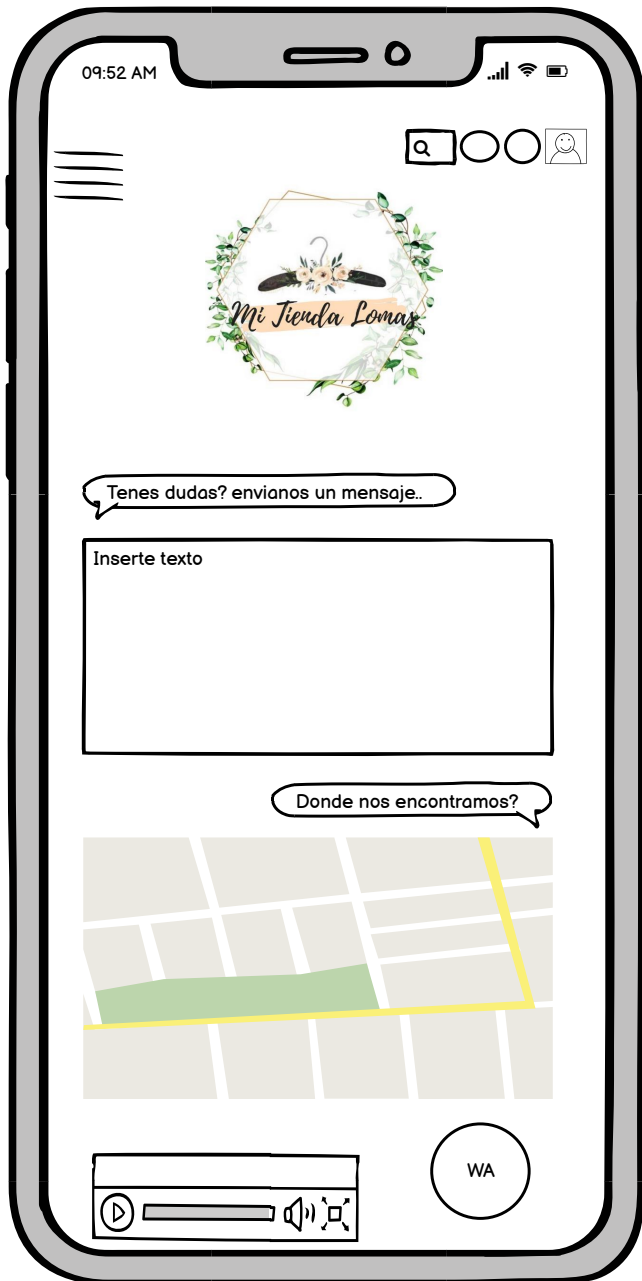 09:52 AM
Mi Tienda Lomas
Tenes dudas? envianos un mensaje..
Inserte texto
Donde nos encontramos?
WA